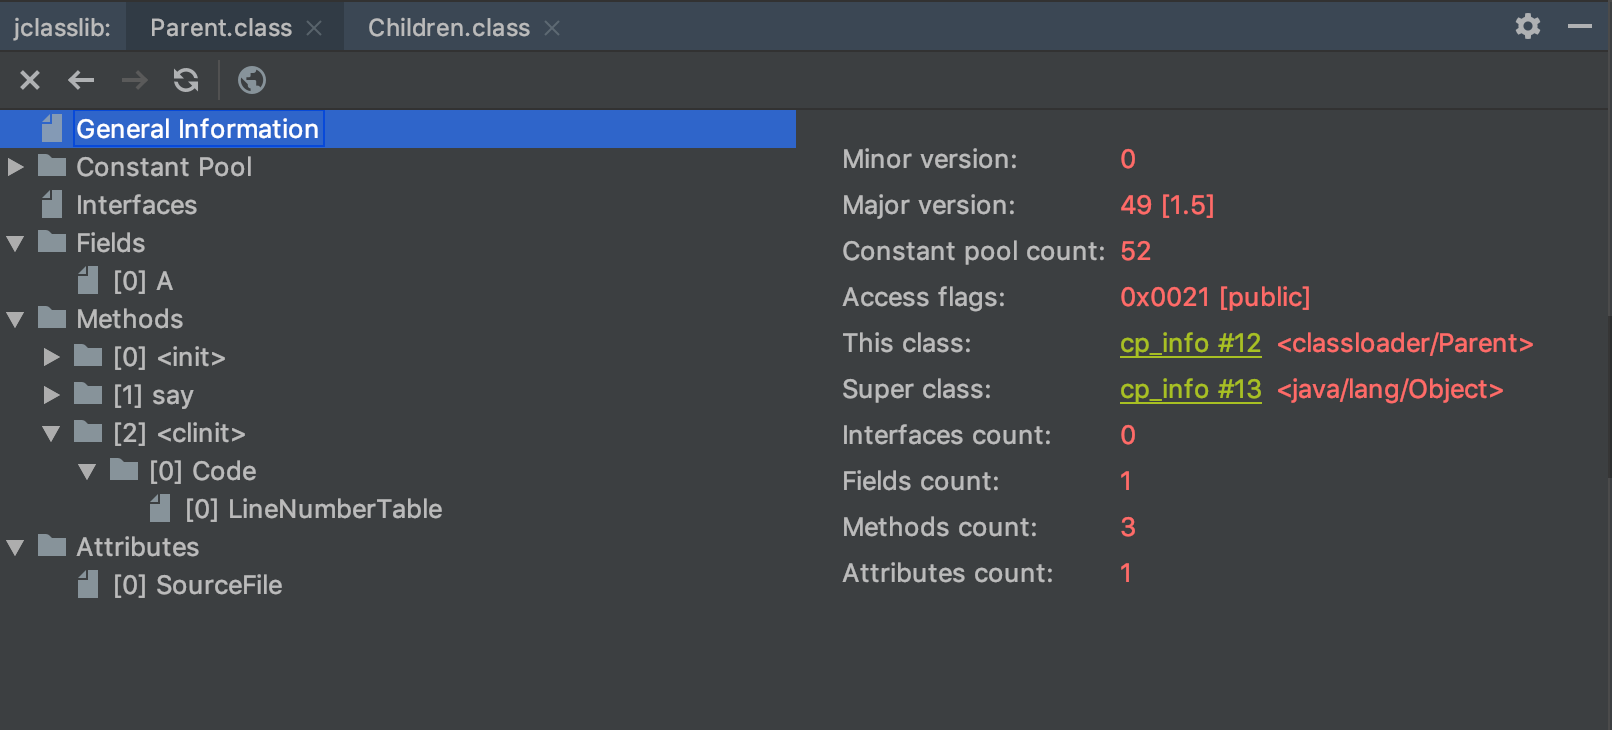 jclasslib: Parent.class Children.class
General Information
Constant Pool
Interfaces
Fields
[0] A
Methods
[0] <init>
[1] say
[2] <clinit>
[0] Code
[0] LineNumberTable
Attributes
[0] SourceFile
Minor version: 0
Major version: 49 [1.5]
Constant pool count: 52
Access flags: 0x0021 [public]
This class: cp_info #12 <classloader/Parent>
Super class: cp_info #13 <java/lang/Object>
Interfaces count: 0
Fields count: 1
Methods count: 3
Attributes count: 1